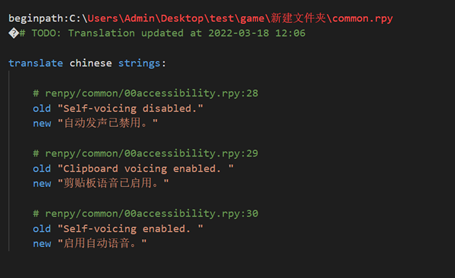 beginpath:C:\Users\Admin\Desktop\test\game\新建文件夹\common.rpy
�# TODO: Translation updated at 2022-03-18 12:06
translate chinese strings:
# renpy/common/00accessibility.rpy:28
old "Self-voicing disabled."
new "自动发声已禁用。"
# renpy/common/00accessibility.rpy:29
old "Clipboard voicing enabled. "
new "剪贴板语音已启用。"
# renpy/common/00accessibility.rpy:30
old "Self-voicing enabled. "
new "启用自动语音。"